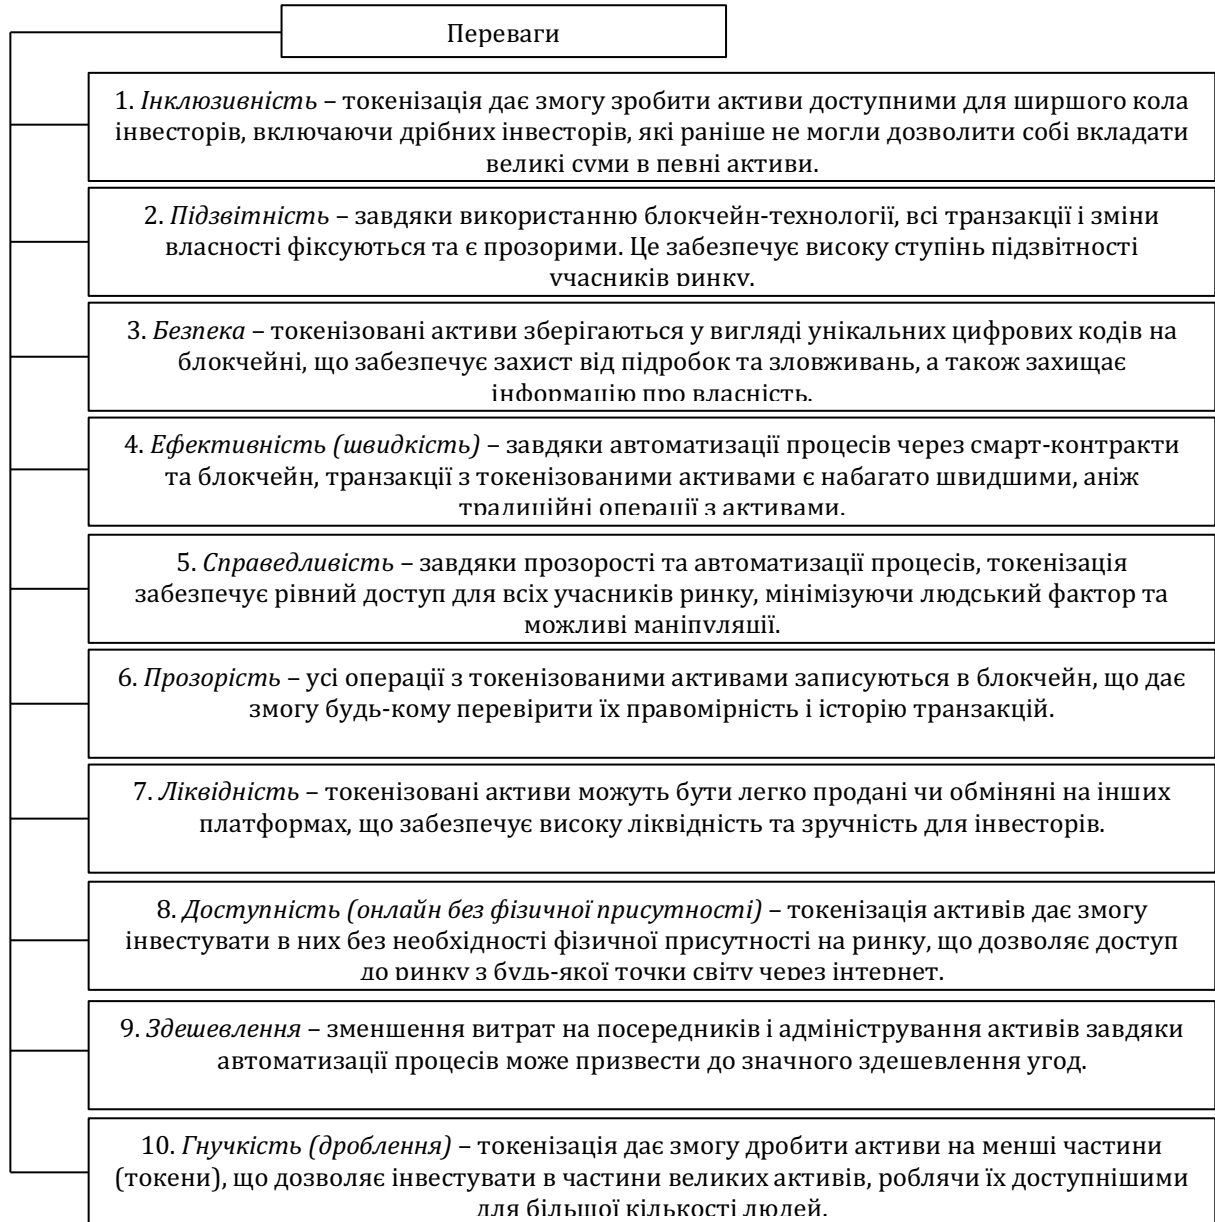 Переваги
1. Інклюзивність – токенізація дає змогу зробити активи доступними для ширшого кола
інвесторів, включаючи дрібних інвесторів, які раніше не могли дозволити собі вкладати
великі суми в певні активи.
2. Підзвітність – завдяки використанню блокчейн-технології, всі транзакції і зміни
власності фіксуються та є прозорими. Це забезпечує високу ступінь підзвітності
учасників ринку.
3. Безпека – токенізовані активи зберігаються у вигляді унікальних цифрових кодів на
блокчейні, що забезпечує захист від підробок та зловживань, а також захищає
інформацію про власність.
4. Ефективність (швидкість) – завдяки автоматизації процесів через смарт-контракти
та блокчейн, транзакції з токенізованими активами є набагато швидшими, аніж
традиційні операції з активами.
5. Справедливість – завдяки прозорості та автоматизації процесів, токенізація
забезпечує рівний доступ для всіх учасників ринку, мінімізуючи людський фактор та
можливі маніпуляції.
6. Прозорість – усі операції з токенізованими активами записуються в блокчейн, що дає
змогу будь-кому перевірити їх правомірність і історію транзакцій.
7. Ліквідність – токенізовані активи можуть бути легко продані чи обміняні на інших
платформах, що забезпечує високу ліквідність та зручність для інвесторів.
8. Доступність (онлайн без фізичної присутності) – токенізація активів дає змогу
інвестувати в них без необхідності фізичної присутності на ринку, що дозволяє доступ
до ринку з будь-якої точки світу через інтернет.
9. Здешевлення – зменшення витрат на посередників і адміністрування активів завдяки
автоматизації процесів може призвести до значного здешевлення угод.
10. Гнучкість (дроблення) – токенізація дає змогу дробити активи на менші частини
(токени), що дозволяє інвестувати в частини великих активів, роблячи їх доступнішими
для більшої кількості людей.